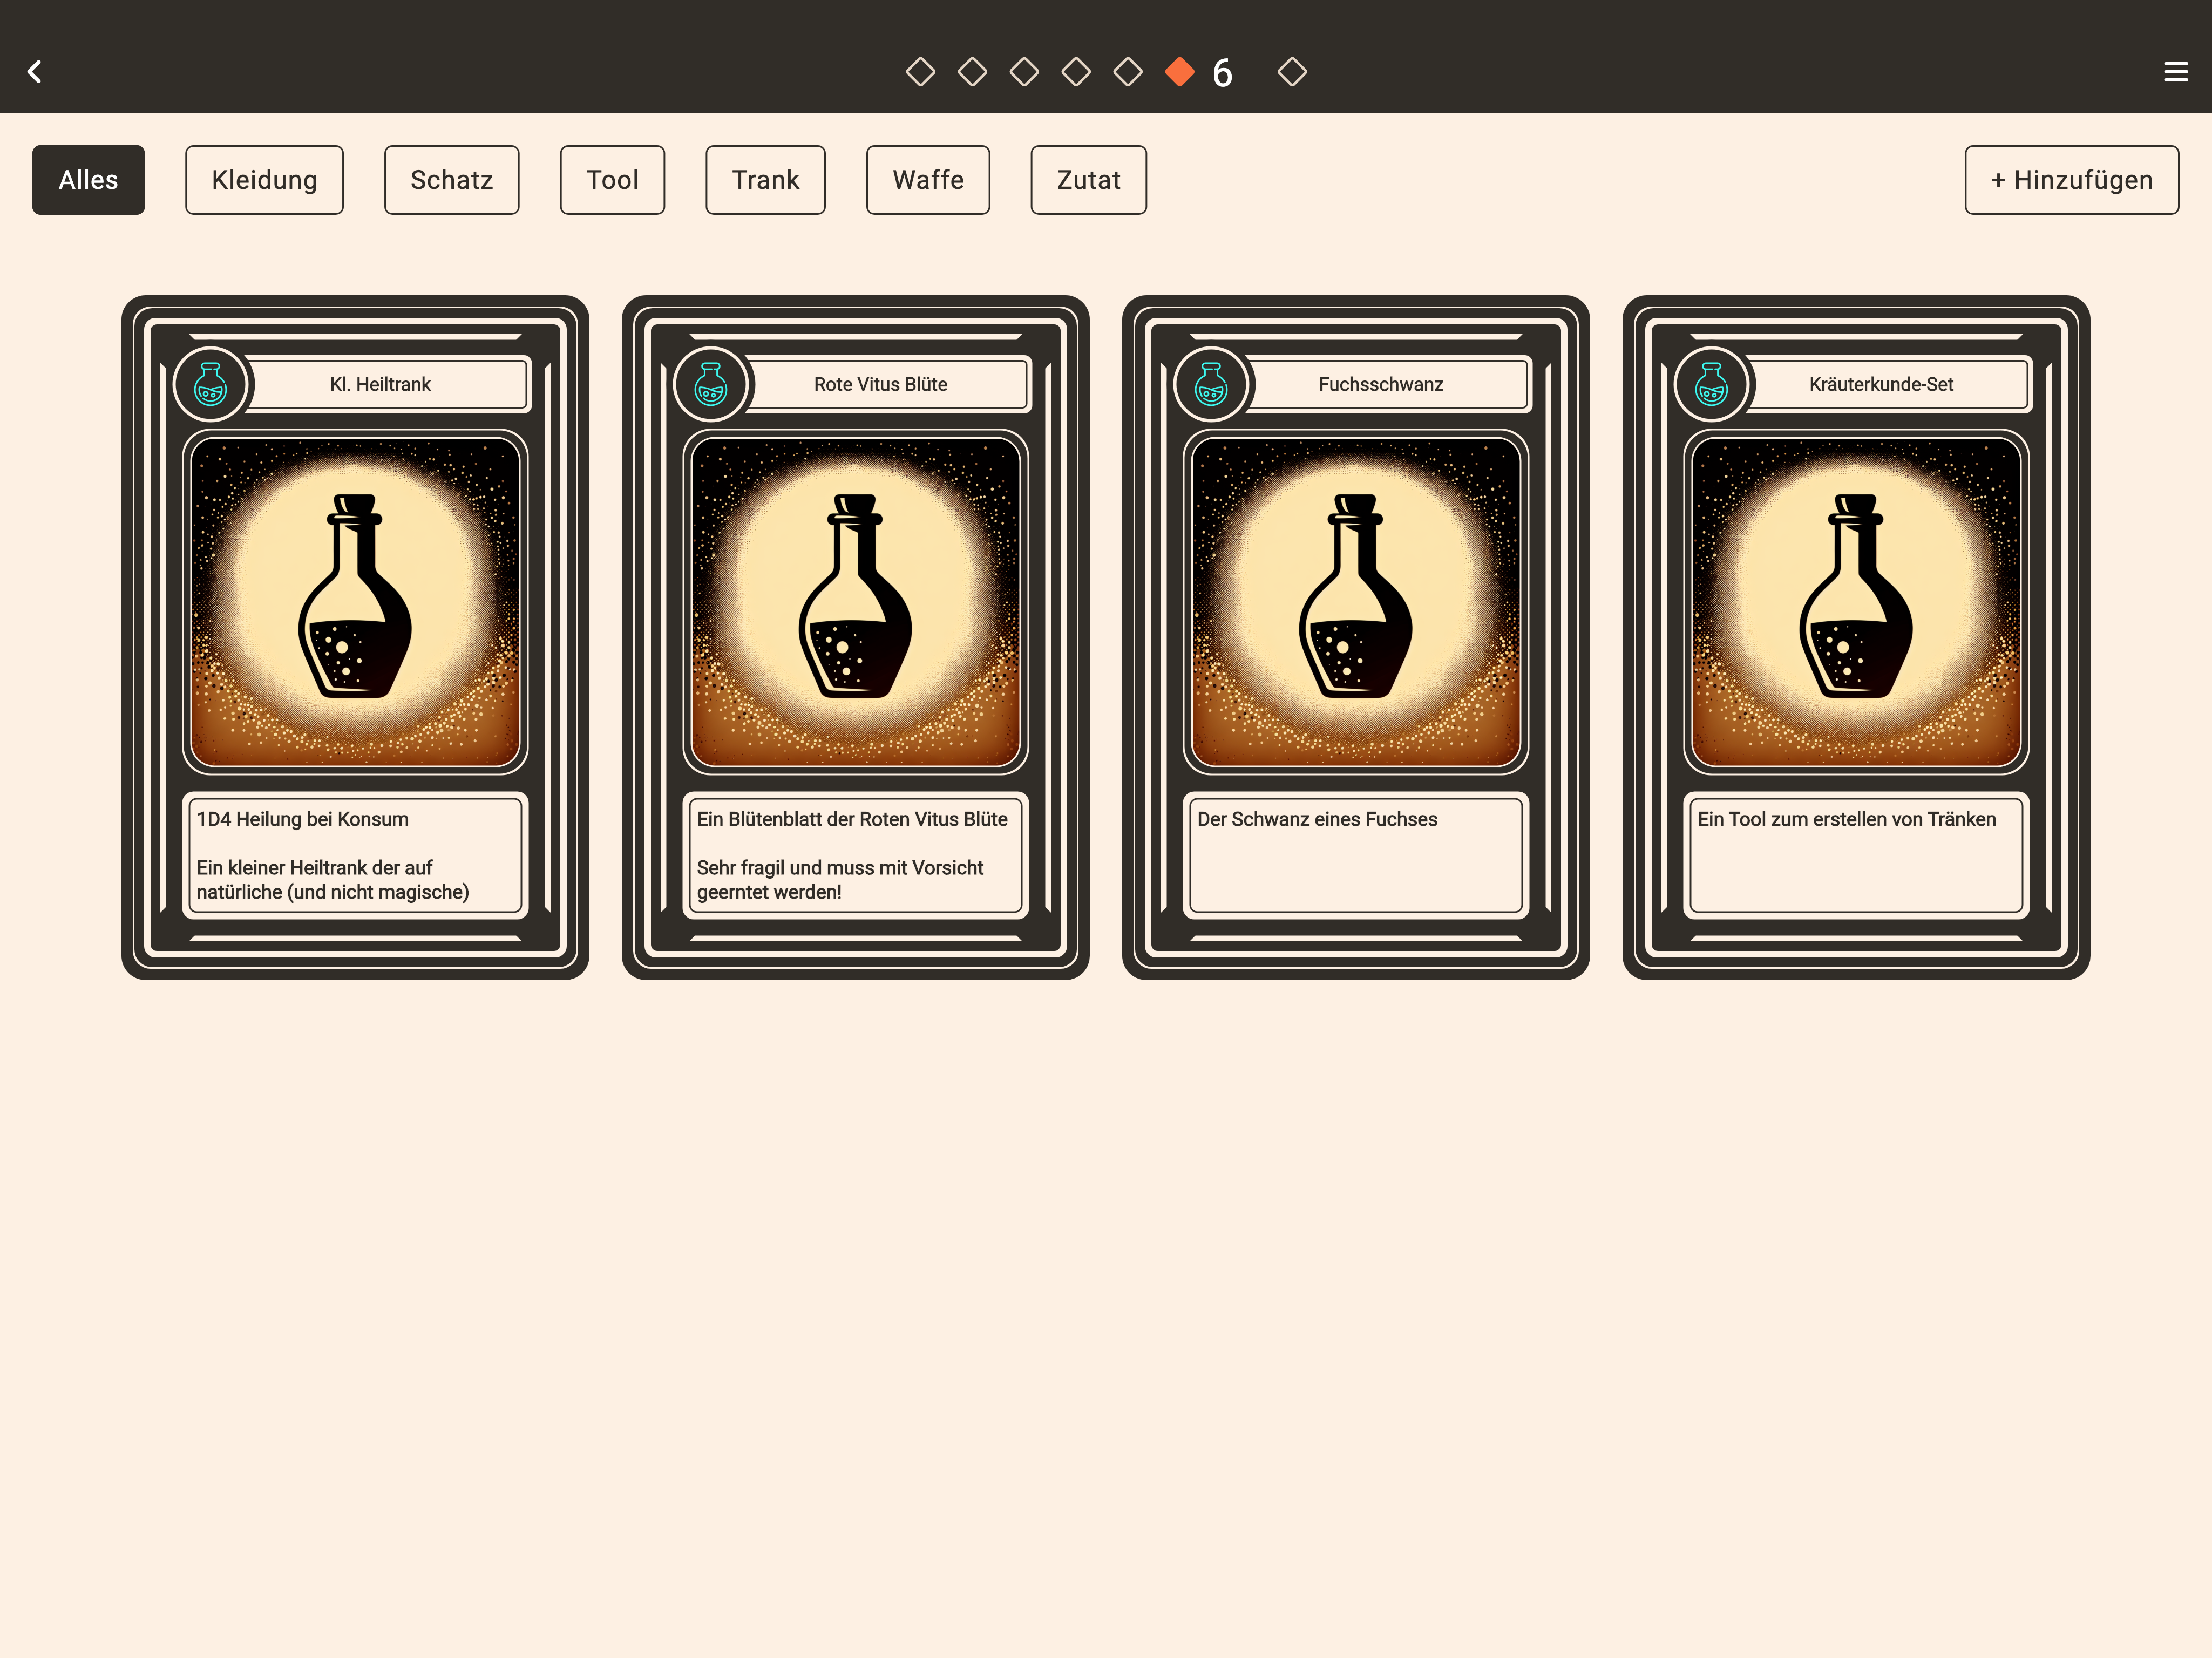 6
Alles
Kleidung
Schatz
Tool
Trank
Waffe
Zutat
+ Hinzufügen
Kl. Heiltrank
1D4 Heilung bei Konsum
Ein kleiner Heiltrank der auf
natürliche (und nicht magische)
Rote Vitus Blüte
Ein Blütenblatt der Roten Vitus Blüte
Sehr fragil und muss mit Vorsicht
geerntet werden!
Fuchsschwanz
Der Schwanz eines Fuchses
Kräuterkunde-Set
Ein Tool zum erstellen von Tränken